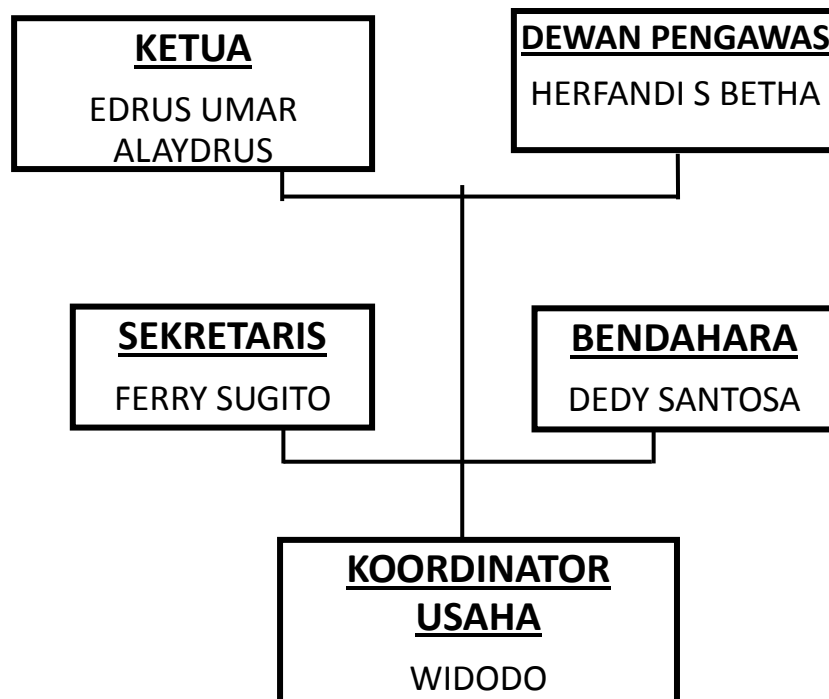 KETUA
EDRUS UMAR
ALAYDRUS
DEWAN PENGAWAS
HERFANDI S BETHA
SEKRETARIS
FERRY SUGITO
BENDAHARA
DEDY SANTOSA
KOORDINATOR
USAHA
WIDODO